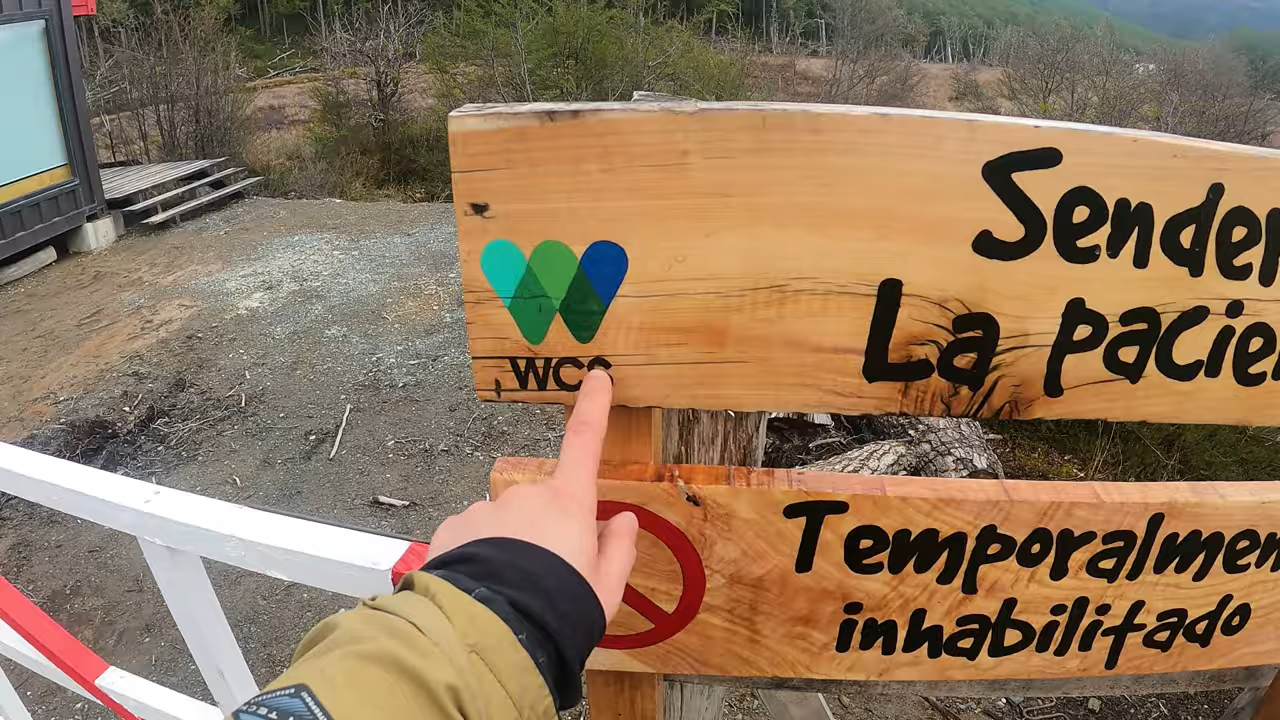 WCS
Sender
La pacie
Temporalmen
inhabilitado